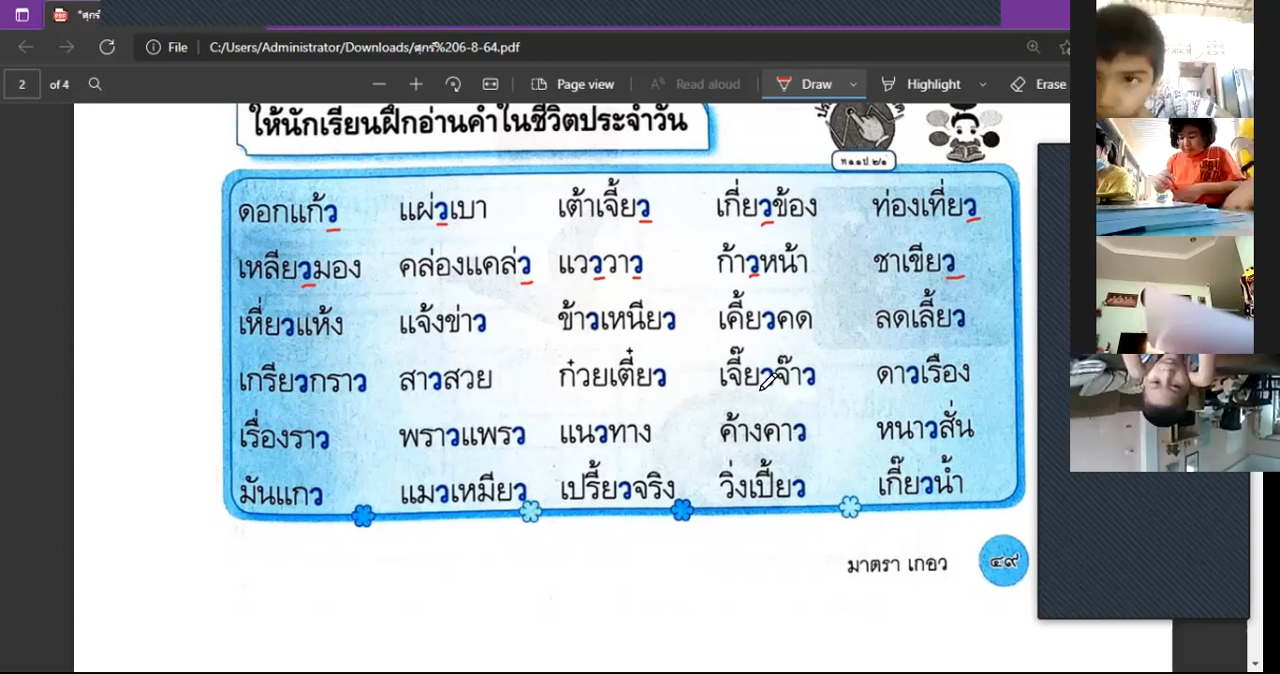 *ศุกร์
File C:/Users/Administrator/Downloads/ศุกร์%206-8-64.pdf
2 of 4 Page view Read aloud Draw Highlight Erase
ให้นักเรียนฝึกอ่านคำในชีวิตประจำวัน
ท ๑.๑ ป.๒/๑
ดอกแก้ว แผ่วเบา เต้าเจี้ยว เกี่ยวข้อง ท่องเที่ยว
เหลียวมอง คล่องแคล่ว แวววาว ก้าวหน้า ชาเขียว
เหี่ยวแห้ง แจ้งข่าว ข้าวเหนียว เคี้ยวคด ลดเลี้ยว
เกรียวกราว สาวสวย ก๋วยเตี๋ยว เจี๊ยวจ๊าว ดาวเรือง
เรื่องราว พราวแพรว แนวทาง ค้างคาว หนาวสั่น
มันแกว แมวเหมียว เปรี้ยวจริง วิ่งเปี้ยว เกี๊ยวน้ำ
มาตรา เกอว ๔๙